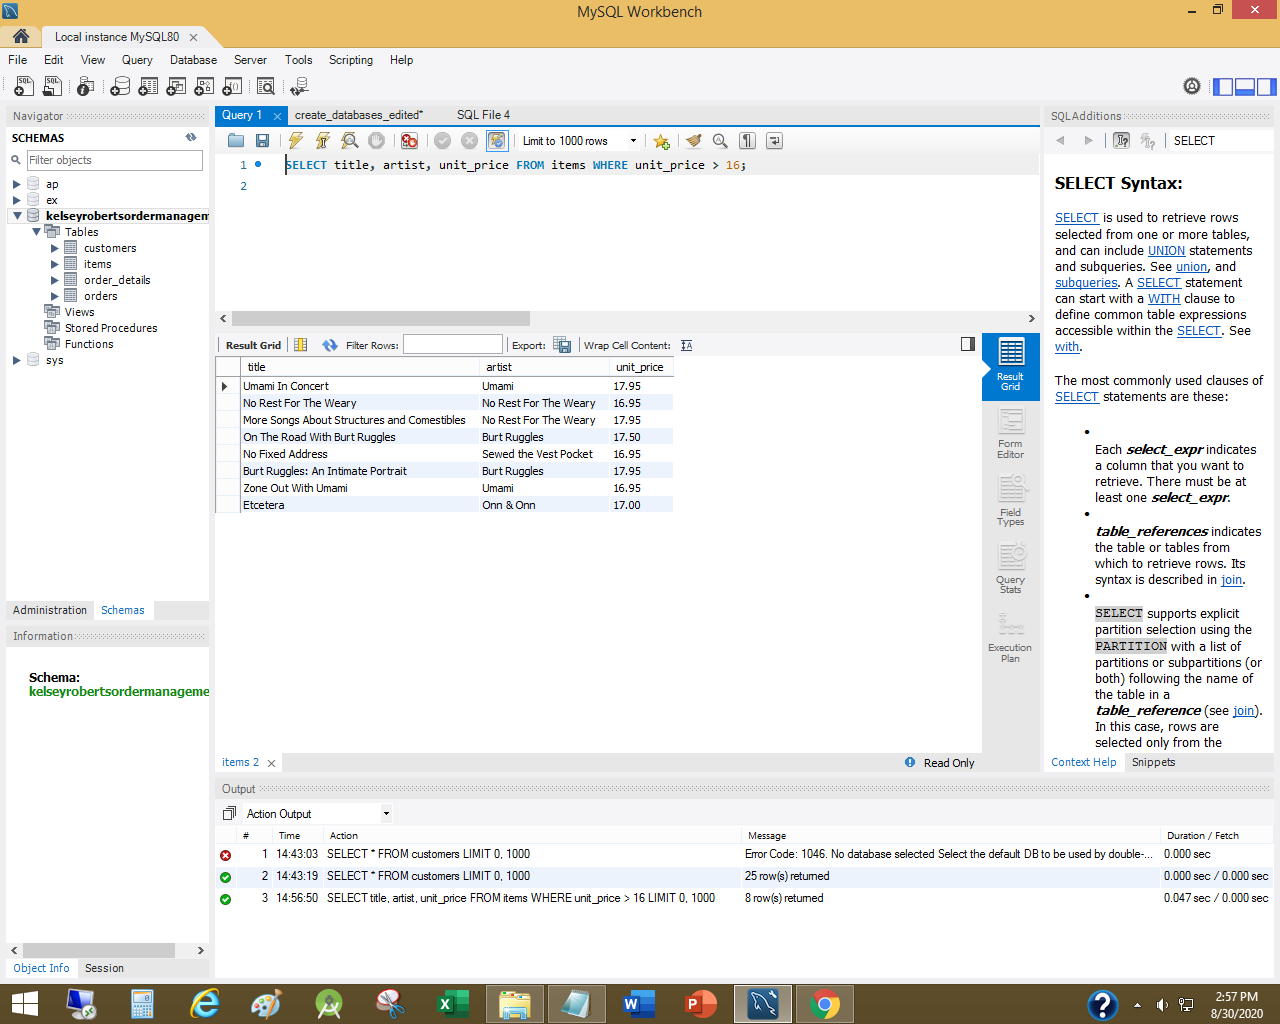 MySQL Workbench
Local instance MySQL80
File Edit View Query Database Server Tools Scripting Help
Navigator
SCHEMAS
Filter objects
ap
ex
kelseyrobertsordermanagem
Tables
customers
items
order_details
orders
Views
Stored Procedures
Functions
sys
Administration Schemas
Information
Schema:
kelseyrobertsordermanageme
Object Info Session
Query 1 create_databases_edited* SQL File 4
Limit to 1000 rows
1 SELECT title, artist, unit_price FROM items WHERE unit_price > 16;
2
Result Grid Filter Rows: Export: Wrap Cell Content:
title artist unit_price
Umami In Concert Umami 17.95
No Rest For The Weary No Rest For The Weary 16.95
More Songs About Structures and Comestibles No Rest For The Weary 17.95
On The Road With Burt Ruggles Burt Ruggles 17.50
No Fixed Address Sewed the Vest Pocket 16.95
Burt Ruggles: An Intimate Portrait Burt Ruggles 17.95
Zone Out With Umami Umami 16.95
Etcetera Onn & Onn 17.00
Result
Grid
Form
Editor
Field
Types
Query
Stats
Execution
Plan
items 2 Read Only
SQLAdditions
SELECT
SELECT Syntax:
SELECT is used to retrieve rows
selected from one or more tables,
and can include UNION statements
and subqueries. See union, and
subqueries. A SELECT statement
can start with a WITH clause to
define common table expressions
accessible within the SELECT. See
with.
The most commonly used clauses of
SELECT statements are these:
Each select_expr indicates
a column that you want to
retrieve. There must be at
least one select_expr.
table_references indicates
the table or tables from
which to retrieve rows. Its
syntax is described in join.
SELECT supports explicit
partition selection using the
PARTITION with a list of
partitions or subpartitions (or
both) following the name of
the table in a
table_reference (see join).
In this case, rows are
selected only from the
Context Help Snippets
Output
Action Output
# Time Action Message Duration / Fetch
1 14:43:03 SELECT * FROM customers LIMIT 0, 1000 Error Code: 1046. No database selected Select the default DB to be used by double-... 0.000 sec
2 14:43:19 SELECT * FROM customers LIMIT 0, 1000 25 row(s) returned 0.000 sec / 0.000 sec
3 14:56:50 SELECT title, artist, unit_price FROM items WHERE unit_price > 16 LIMIT 0, 1000 8 row(s) returned 0.047 sec / 0.000 sec
2:57 PM
8/30/2020